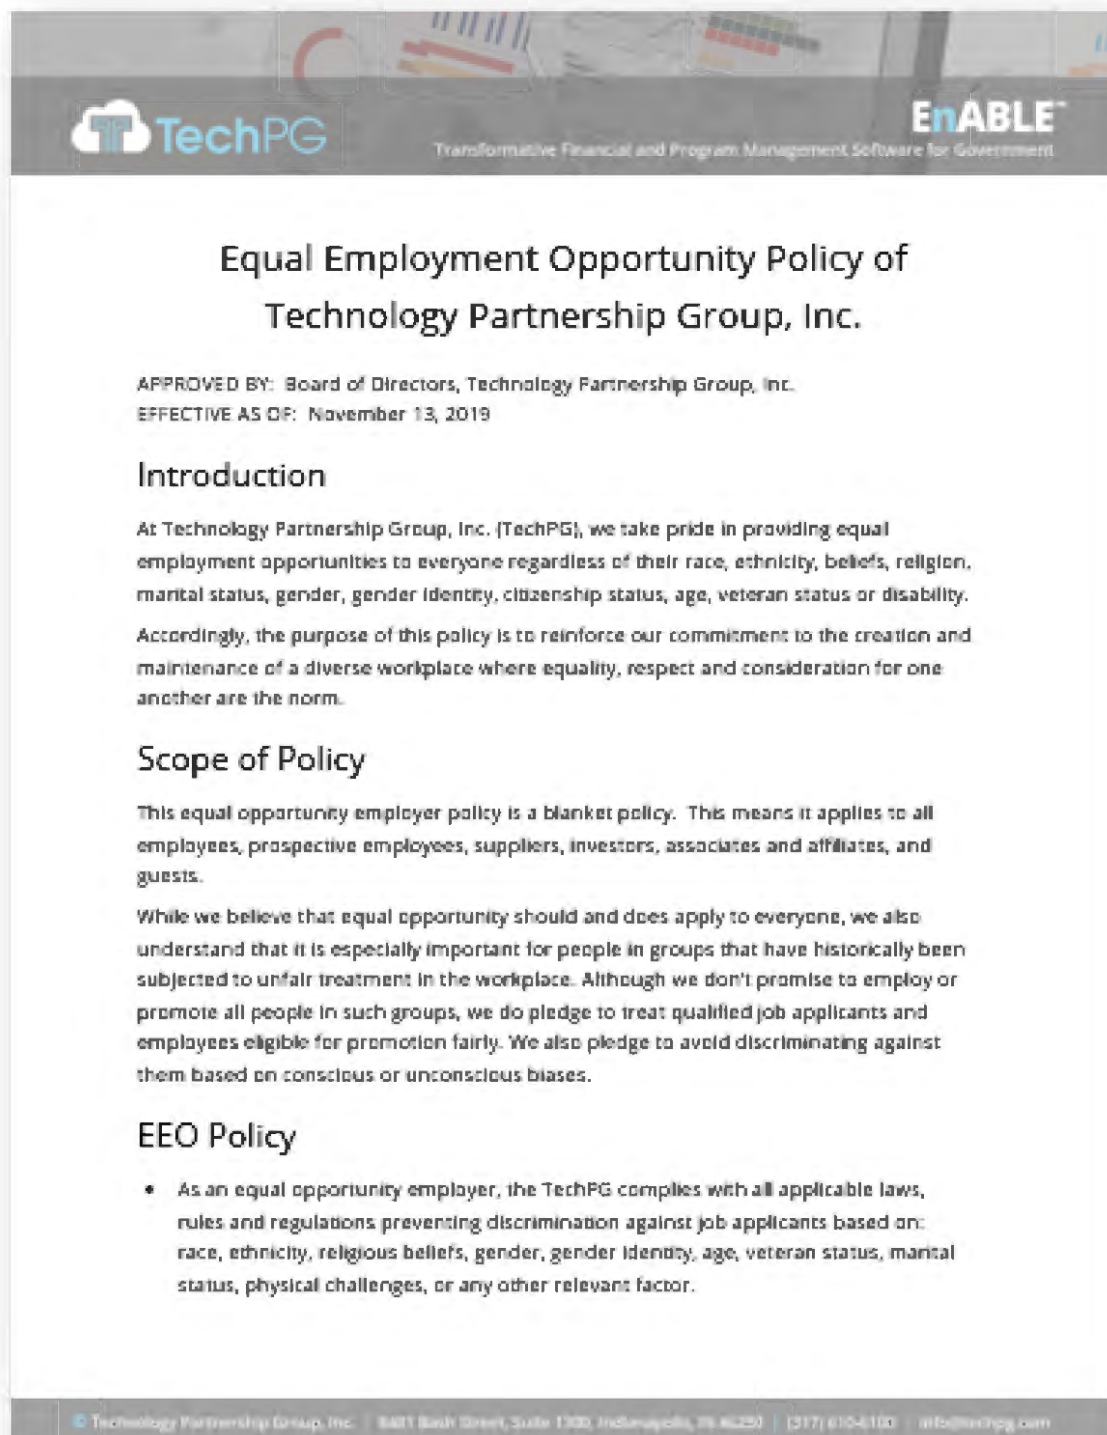 TechPG
EnABLE™
Transformative Financial and Program Management Software for Government
Equal Employment Opportunity Policy of
Technology Partnership Group, Inc.
APPROVED BY: Board of Directors, Technology Partnership Group, Inc.
EFFECTIVE AS OF: November 13, 2019
Introduction
At Technology Partnership Group, Inc. (TechPG), we take pride in providing equal
employment opportunities to everyone regardless of their race, ethnicity, beliefs, religion,
marital status, gender, gender identity, citizenship status, age, veteran status or disability.
Accordingly, the purpose of this policy is to reinforce our commitment to the creation and
maintenance of a diverse workplace where equality, respect and consideration for one
another are the norm.
Scope of Policy
This equal opportunity employer policy is a blanket policy. This means it applies to all
employees, prospective employees, suppliers, investors, associates and affiliates, and
guests.
While we believe that equal opportunity should and does apply to everyone, we also
understand that it is especially important for people in groups that have historically been
subjected to unfair treatment in the workplace. Although we don't promise to employ or
promote all people in such groups, we do pledge to treat qualified job applicants and
employees eligible for promotion fairly. We also pledge to avoid discriminating against
them based on conscious or unconscious biases.
EEO Policy
• As an equal opportunity employer, the TechPG complies with all applicable laws,
rules and regulations preventing discrimination against job applicants based on:
race, ethnicity, religious beliefs, gender, gender identity, age, veteran status, marital
status, physical challenges, or any other relevant factor.
© Technology Partnership Group, Inc. | Street, Suite 1300, Indianapolis, IN 46250 | (317) 610-6100 | info@techpg.com